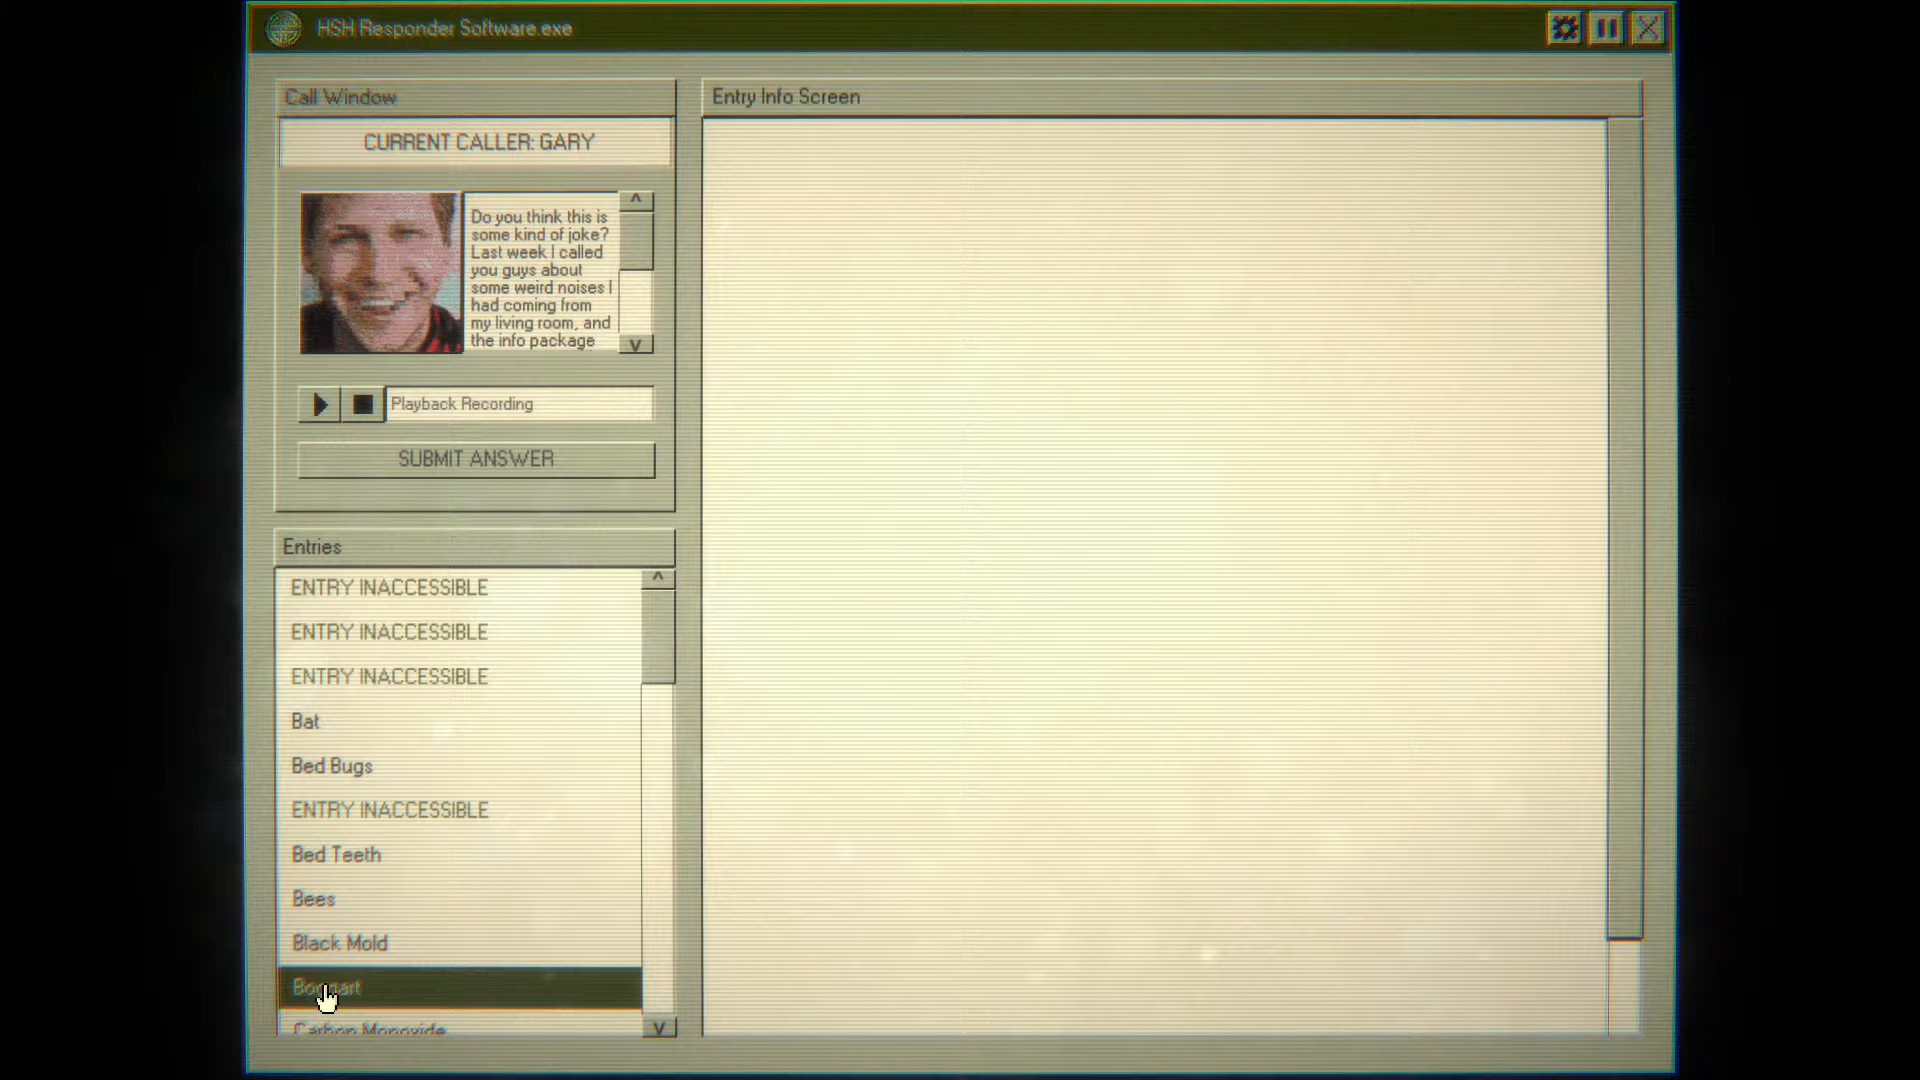 HSH Responder Software.exe
Call Window
CURRENT CALLER: GARY
Do you think this is
some kind of joke?
Last week I called
you guys about
some weird noises I
had coming from
my living room, and
the info package
Playback Recording
SUBMIT ANSWER
Entries
ENTRY INACCESSIBLE
ENTRY INACCESSIBLE
ENTRY INACCESSIBLE
Bat
Bed Bugs
ENTRY INACCESSIBLE
Bed Teeth
Bees
Black Mold
Boggart
Carbon Monoxide
Entry Info Screen